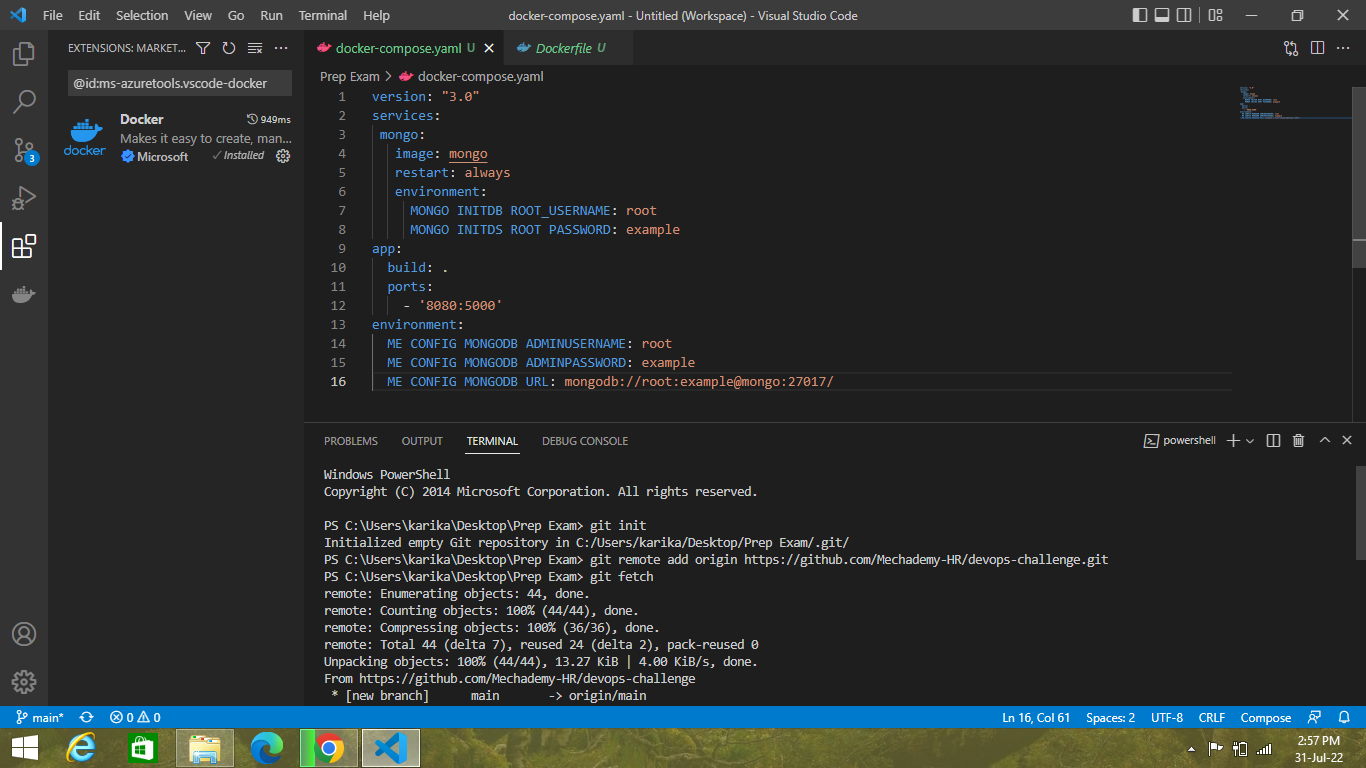 File Edit Selection View Go Run Terminal Help docker-compose.yaml - Untitled (Workspace) - Visual Studio Code
EXTENSIONS: MARKET...
@id:ms-azuretools.vscode-docker
docker
Docker 949ms
Makes it easy to create, man...
Microsoft Installed
3
docker-compose.yaml U Dockerfile U
Prep Exam > docker-compose.yaml
1 version: "3.0"
2 services:
3 mongo:
4 image: mongo
5 restart: always
6 environment:
7 MONGO INITDB ROOT_USERNAME: root
8 MONGO INITDS ROOT PASSWORD: example
9 app:
10 build: .
11 ports:
12 - '8080:5000'
13 environment:
14 ME CONFIG MONGODB ADMINUSERNAME: root
15 ME CONFIG MONGODB ADMINPASSWORD: example
16 ME CONFIG MONGODB URL: mongodb://root:example@mongo:27017/
PROBLEMS OUTPUT TERMINAL DEBUG CONSOLE powershell
Windows PowerShell
Copyright (C) 2014 Microsoft Corporation. All rights reserved.
PS C:\Users\karika\Desktop\Prep Exam> git init
Initialized empty Git repository in C:/Users/karika/Desktop/Prep Exam/.git/
PS C:\Users\karika\Desktop\Prep Exam> git remote add origin https://github.com/Mechademy-HR/devops-challenge.git
PS C:\Users\karika\Desktop\Prep Exam> git fetch
remote: Enumerating objects: 44, done.
remote: Counting objects: 100% (44/44), done.
remote: Compressing objects: 100% (36/36), done.
remote: Total 44 (delta 7), reused 24 (delta 2), pack-reused 0
Unpacking objects: 100% (44/44), 13.27 KiB | 4.00 KiB/s, done.
From https://github.com/Mechademy-HR/devops-challenge
* [new branch] main -> origin/main
main* 0 0 Ln 16, Col 61 Spaces: 2 UTF-8 CRLF Compose
2:57 PM
31-Jul-22